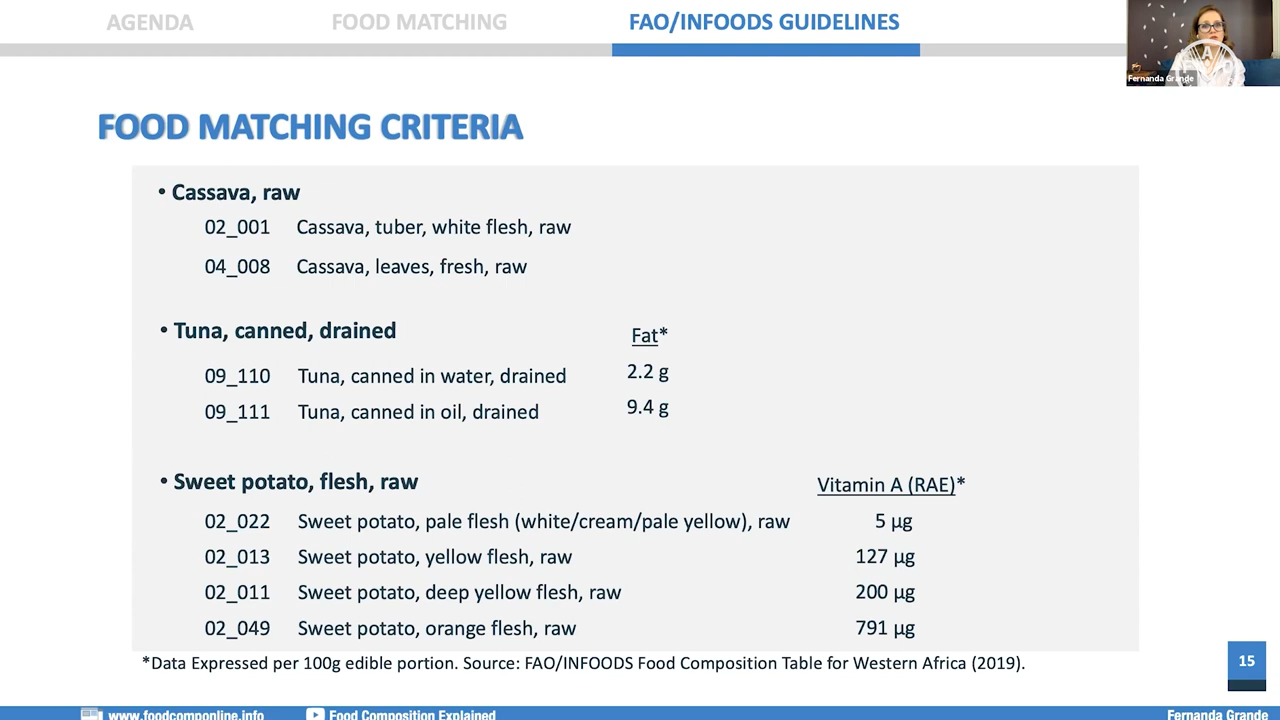 AGENDA
FOOD MATCHING
FAO/INFOODS GUIDELINES
Fernanda Grande
FOOD MATCHING CRITERIA
• Cassava, raw
02_001 Cassava, tuber, white flesh, raw
04_008 Cassava, leaves, fresh, raw
• Tuna, canned, drained
Fat*
09_110 Tuna, canned in water, drained 2.2 g
09_111 Tuna, canned in oil, drained 9.4 g
• Sweet potato, flesh, raw
Vitamin A (RAE)*
02_022 Sweet potato, pale flesh (white/cream/pale yellow), raw 5 µg
02_013 Sweet potato, yellow flesh, raw 127 µg
02_011 Sweet potato, deep yellow flesh, raw 200 µg
02_049 Sweet potato, orange flesh, raw 791 µg
*Data Expressed per 100g edible portion. Source: FAO/INFOODS Food Composition Table for Western Africa (2019).
15
www.foodcomponline.info
Food Composition Explained
Fernanda Grande